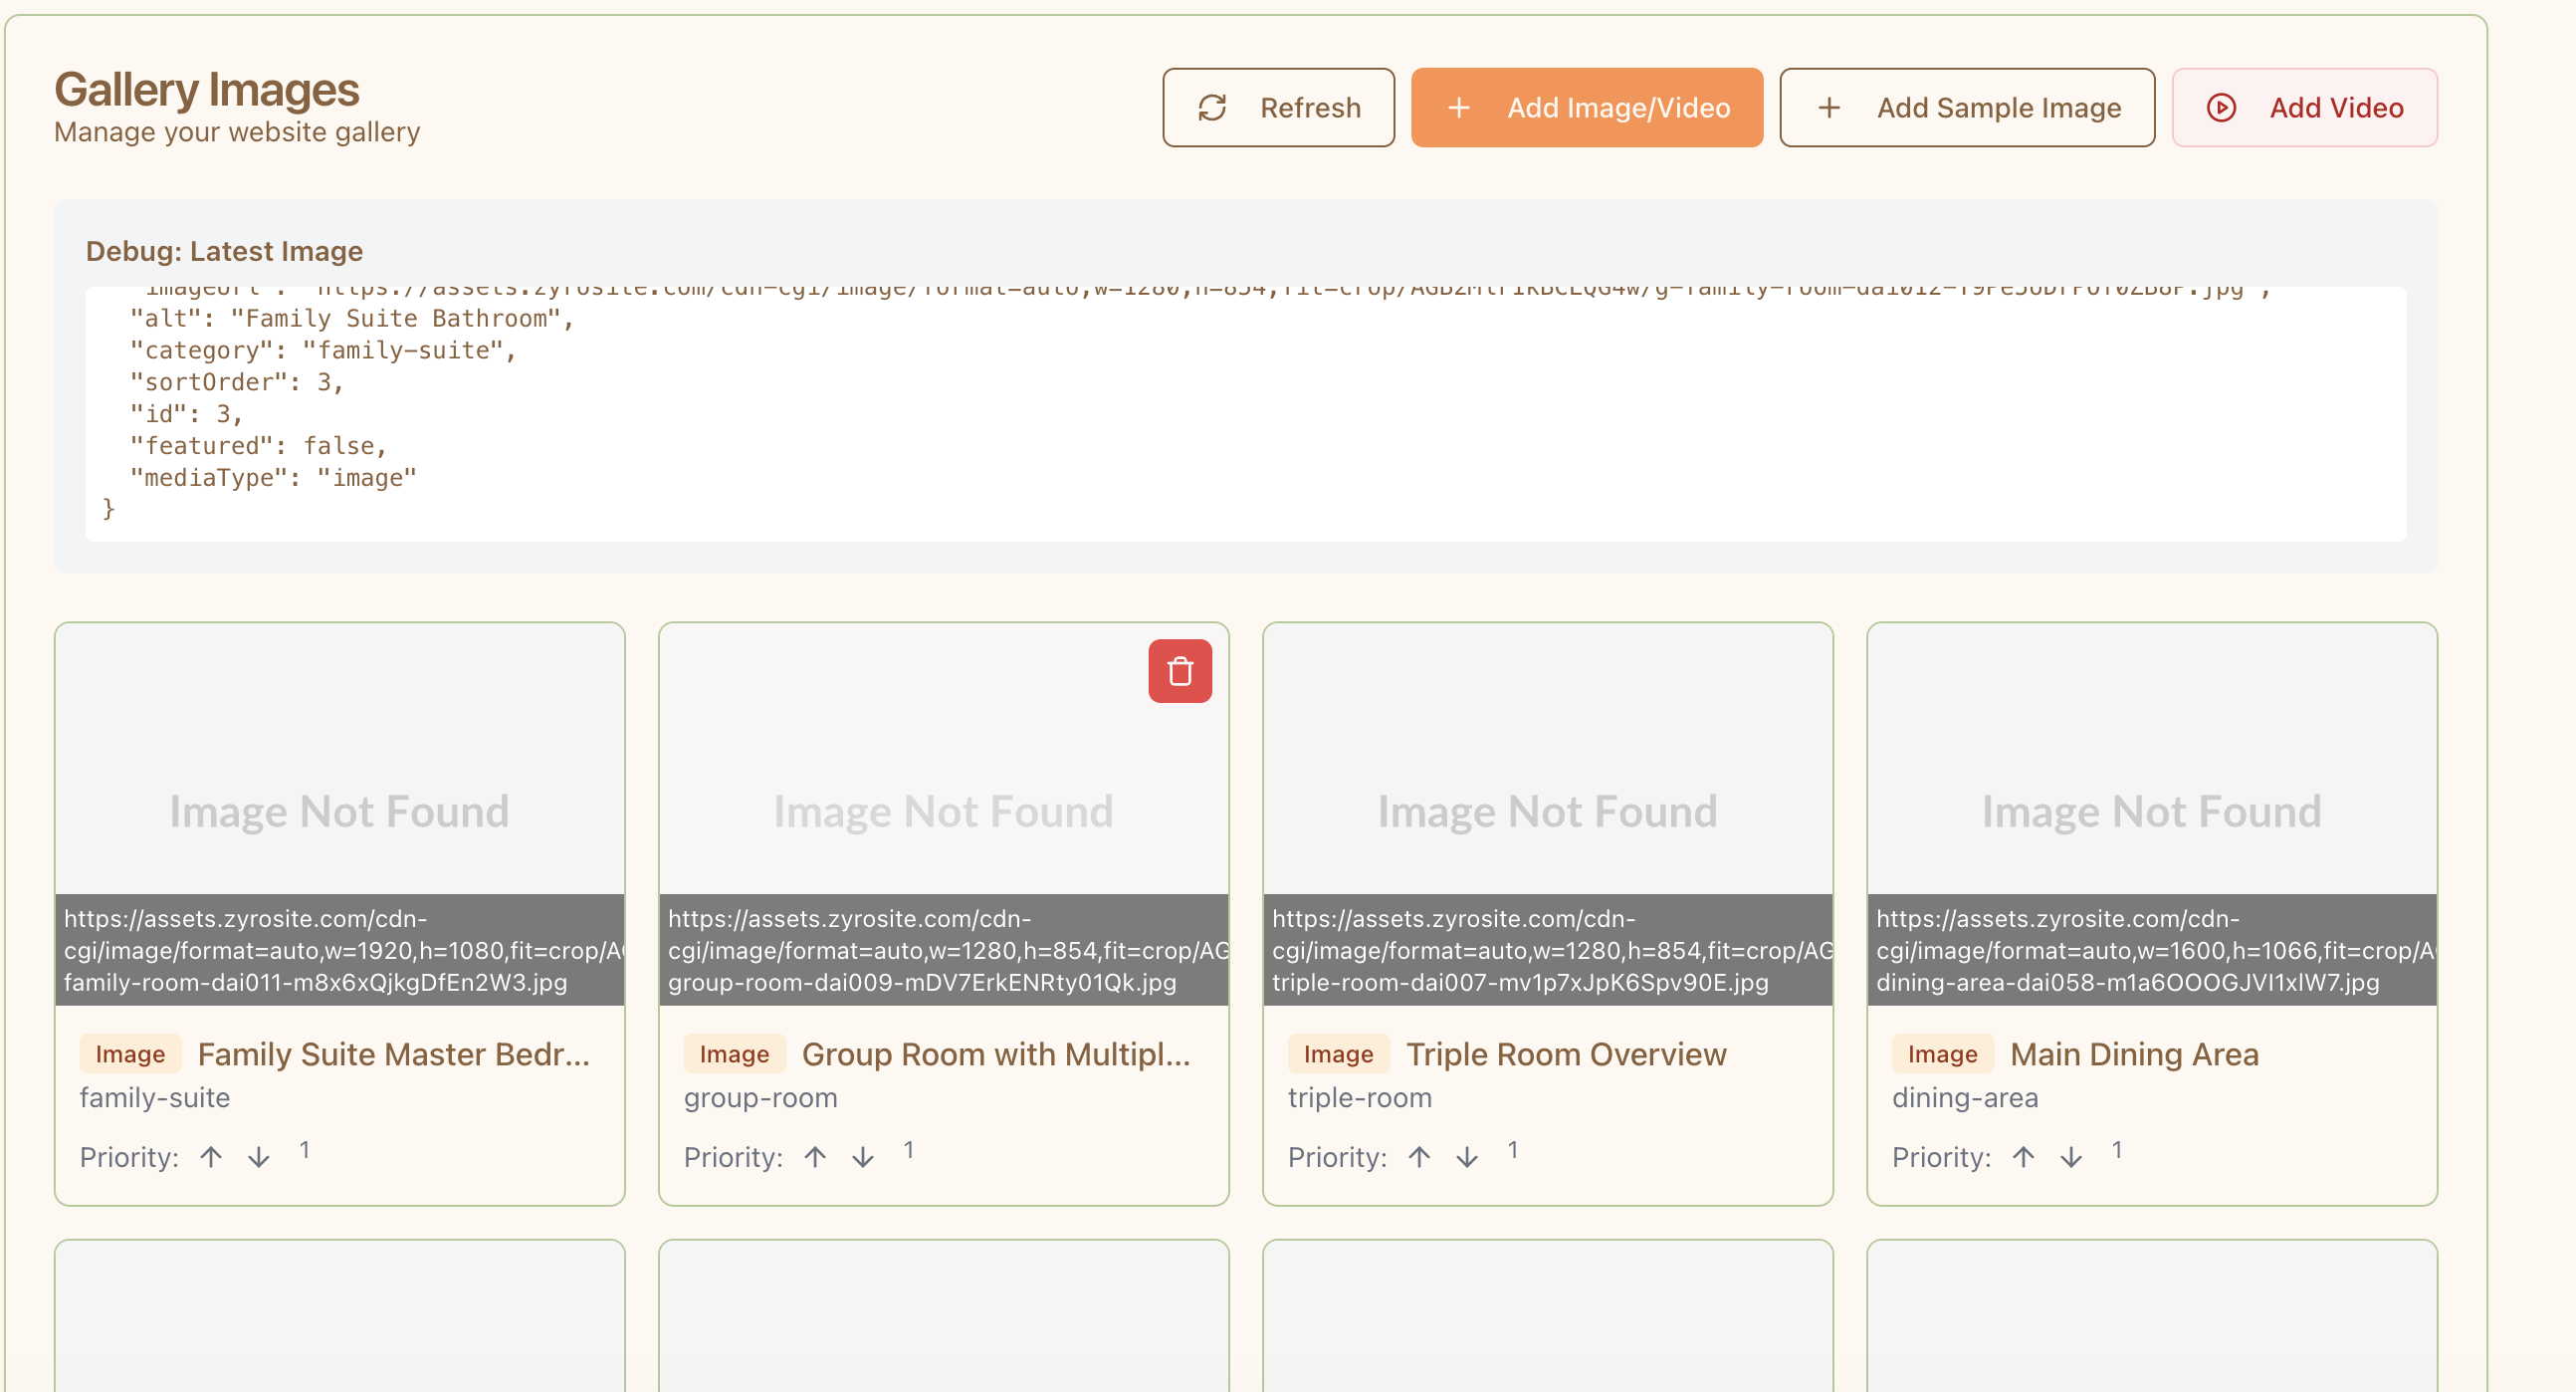 Gallery Images
Manage your website gallery
Refresh
Add Image/Video
Add Sample Image
Add Video
Debug: Latest Image
"alt": "Family Suite Bathroom",
"category": "family-suite",
"sortOrder": 3,
"id": 3,
"featured": false,
"mediaType": "image"
}
Image Not Found
https://assets.zyrosite.com/cdn-
cgi/image/format=auto,w=1920,h=1080,fit=crop/A
family-room-dai011-m8x6xQjkgDfEn2W3.jpg
Image Family Suite Master Bedr...
family-suite
Priority: ↑ ↓ 1
Image Not Found
https://assets.zyrosite.com/cdn-
cgi/image/format=auto,w=1280,h=854,fit=crop/AG
group-room-dai009-mDV7ErkENRty01Qk.jpg
Image Group Room with Multipl...
group-room
Priority: ↑ ↓ 1
Image Not Found
https://assets.zyrosite.com/cdn-
cgi/image/format=auto,w=1280,h=854,fit=crop/AG
triple-room-dai007-mv1p7xJpK6Spv90E.jpg
Image Triple Room Overview
triple-room
Priority: ↑ ↓ 1
Image Not Found
https://assets.zyrosite.com/cdn-
cgi/image/format=auto,w=1600,h=1066,fit=crop/A
dining-area-dai058-m1a6OOOGJVI1xlW7.jpg
Image Main Dining Area
dining-area
Priority: ↑ ↓ 1